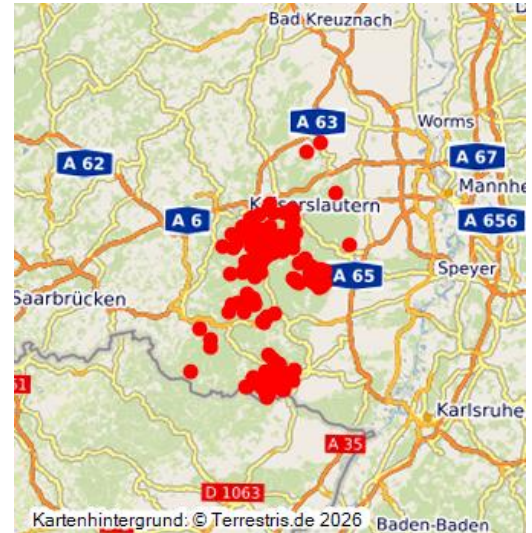 Bad Kreuznach
A 63
Worms
A 62
A 67
Mannhe
Kaiserslautern
A 6
A 656
A 65
Speyer
Saarbrücken
61
Karlsruhe
A 35
D 1063
Kartenhintergrund: © Terrestris.de 2026
Baden-Baden